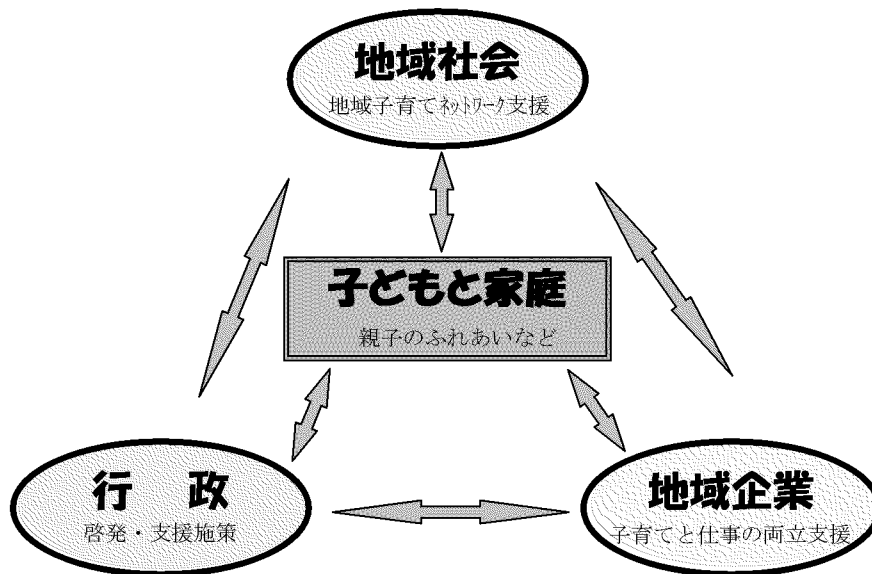 地域社会
地域子育てネットワーク支援
子どもと家庭
親子のふれあいなど
行 政
啓発・支援施策
地域企業
子育てと仕事の両立支援